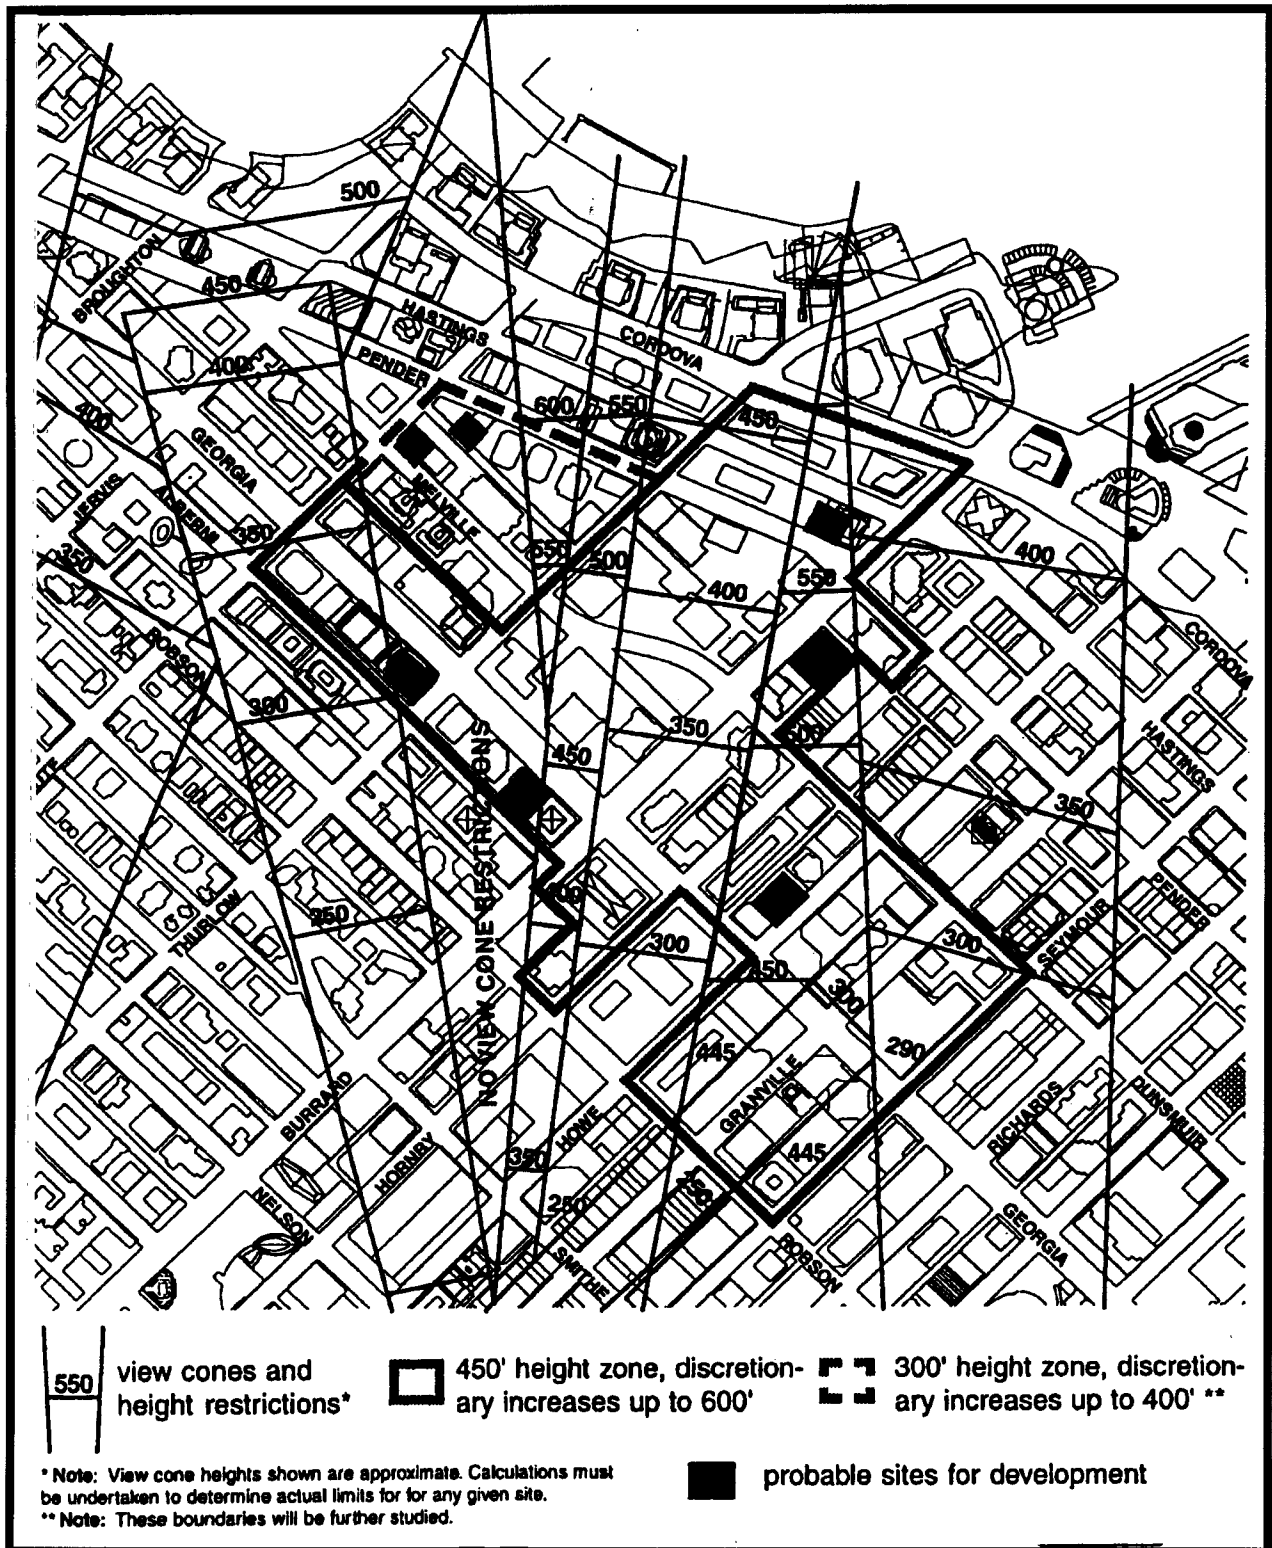 500
BROUGHTON
450
HASTINGS
CORDOVA
PENDER
400
600
550
450
400
GEORGIA
JERVIS
ALBERNI
MELVILLE
350
550
500
400
550
400
350
CORDOVA
ROBSON
300
350
500
HASTINGS
NO VIEW CONE RESTRICTIONS
450
350
PENDER
THURLOW
250
400
300
300
SEYMOUR
450
300
445
290
GRANVILLE
BURRARD
HOWE
RICHARDS
DUNSMUIR
HORNBY
350
445
250
250
NELSON
GEORGIA
SMITHE
ROBSON
550
view cones and
height restrictions*
450' height zone, discretion-
ary increases up to 600'
300' height zone, discretion-
ary increases up to 400' **
* Note: View cone heights shown are approximate. Calculations must
be undertaken to determine actual limits for for any given site.
** Note: These boundaries will be further studied.
probable sites for development